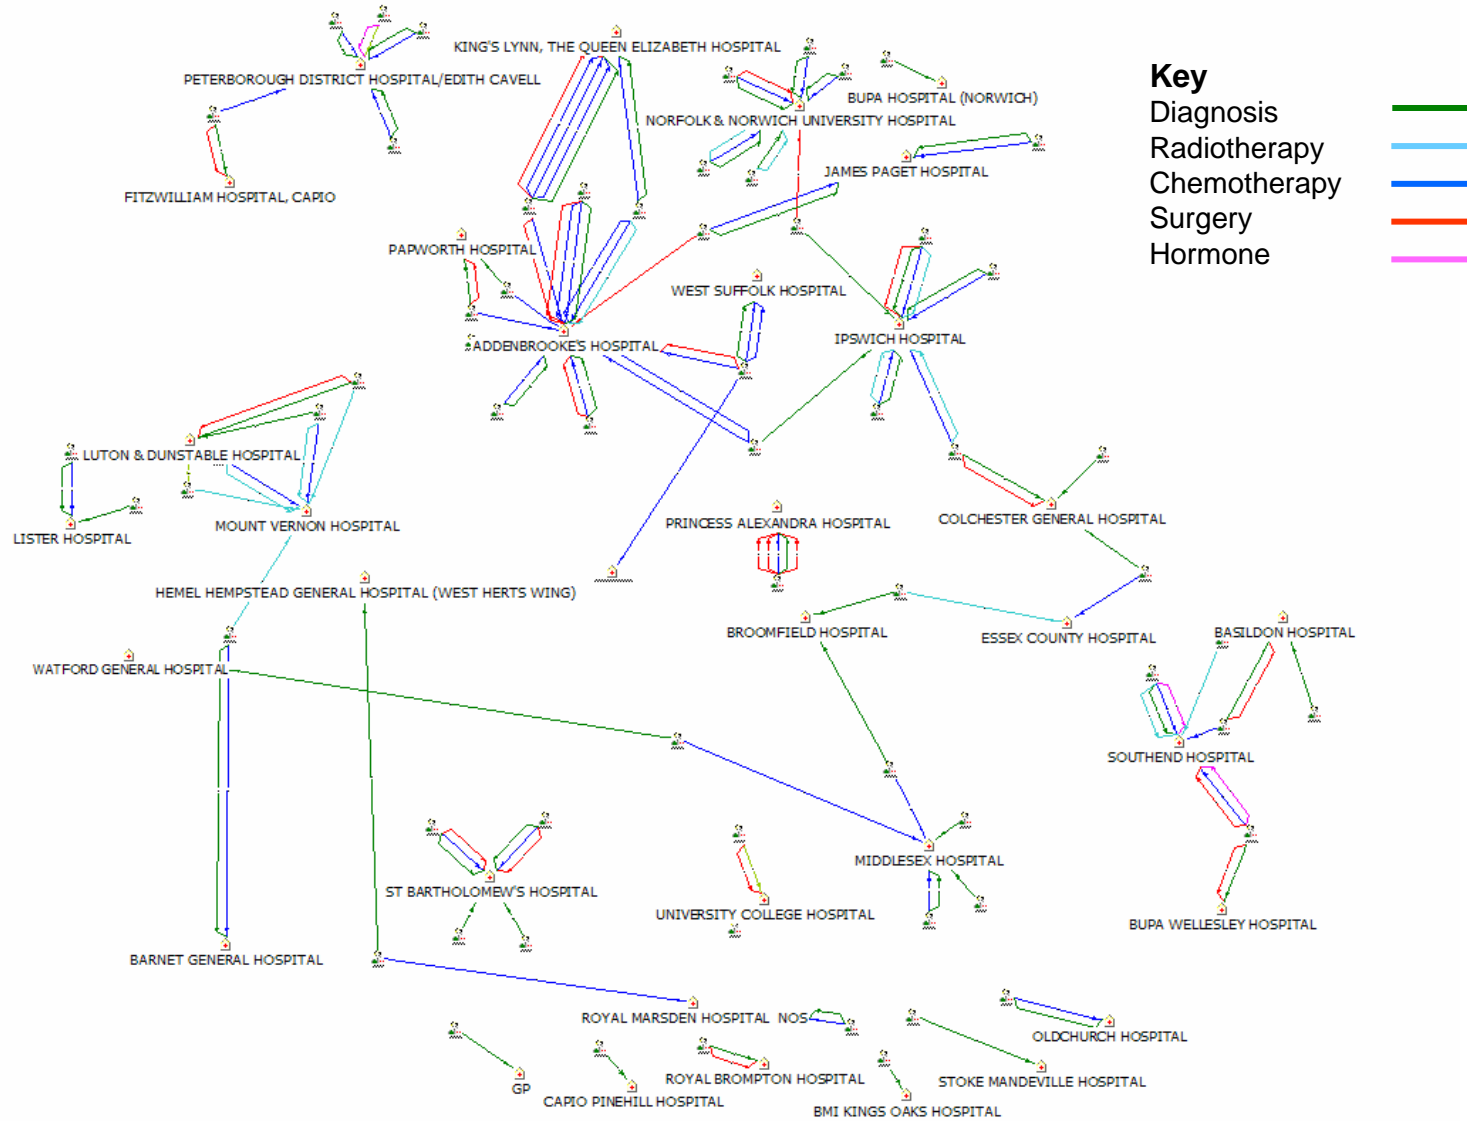 KING'S LYNN, THE QUEEN ELIZABETH HOSPITAL
PETERBOROUGH DISTRICT HOSPITAL/EDITH CAVELL
BUPA HOSPITAL (NORWICH)
NORFOLK & NORWICH UNIVERSITY HOSPITAL
JAMES PAGET HOSPITAL
FITZWILLIAM HOSPITAL, CAPIO
Key
Diagnosis
Radiotherapy
Chemotherapy
Surgery
Hormone
PAPWORTH HOSPITAL
WEST SUFFOLK HOSPITAL
ADDENBROOKE'S HOSPITAL
IPSWICH HOSPITAL
LUTON & DUNSTABLE HOSPITAL
MOUNT VERNON HOSPITAL
LISTER HOSPITAL
PRINCESS ALEXANDRA HOSPITAL
COLCHESTER GENERAL HOSPITAL
HEMEL HEMPSTEAD GENERAL HOSPITAL (WEST HERTS WING)
BROOMFIELD HOSPITAL
ESSEX COUNTY HOSPITAL
BASILDON HOSPITAL
WATFORD GENERAL HOSPITAL
SOUTHEND HOSPITAL
MIDDLESEX HOSPITAL
ST BARTHOLOMEW'S HOSPITAL
UNIVERSITY COLLEGE HOSPITAL
BUPA WELLESLEY HOSPITAL
BARNET GENERAL HOSPITAL
ROYAL MARSDEN HOSPITAL NOS
OLDCHURCH HOSPITAL
GP
CAPIO PINEHILL HOSPITAL
ROYAL BROMPTON HOSPITAL
BMI KINGS OAKS HOSPITAL
STOKE MANDEVILLE HOSPITAL